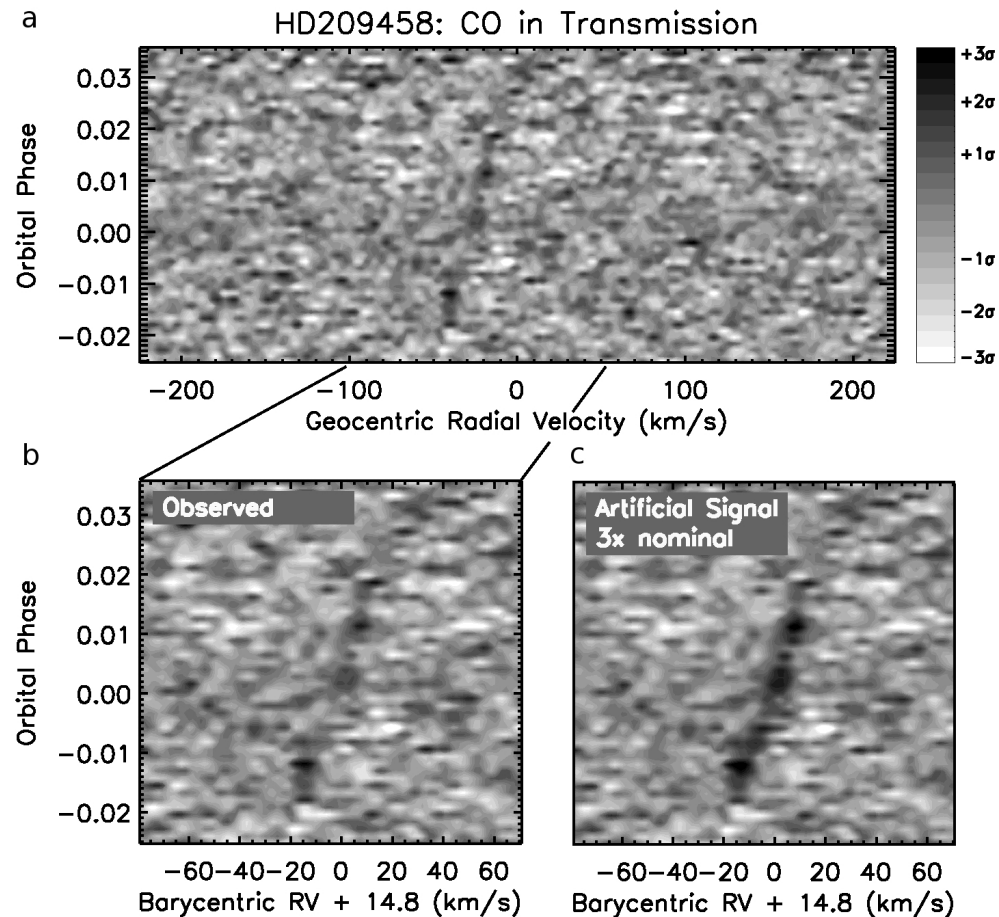 a
HD209458: CO in Transmission
0.03
0.02
0.01
0.00
−0.01
−0.02
Orbital Phase
−200 −100 0 100 200
Geocentric Radial Velocity (km/s)
+3σ
+2σ
+1σ
−1σ
−2σ
−3σ
b
Observed
0.03
0.02
0.01
0.00
−0.01
−0.02
Orbital Phase
−60 −40 −20 0 20 40 60
Barycentric RV + 14.8 (km/s)
c
Artificial Signal
3x nominal
−60 −40 −20 0 20 40 60
Barycentric RV + 14.8 (km/s)